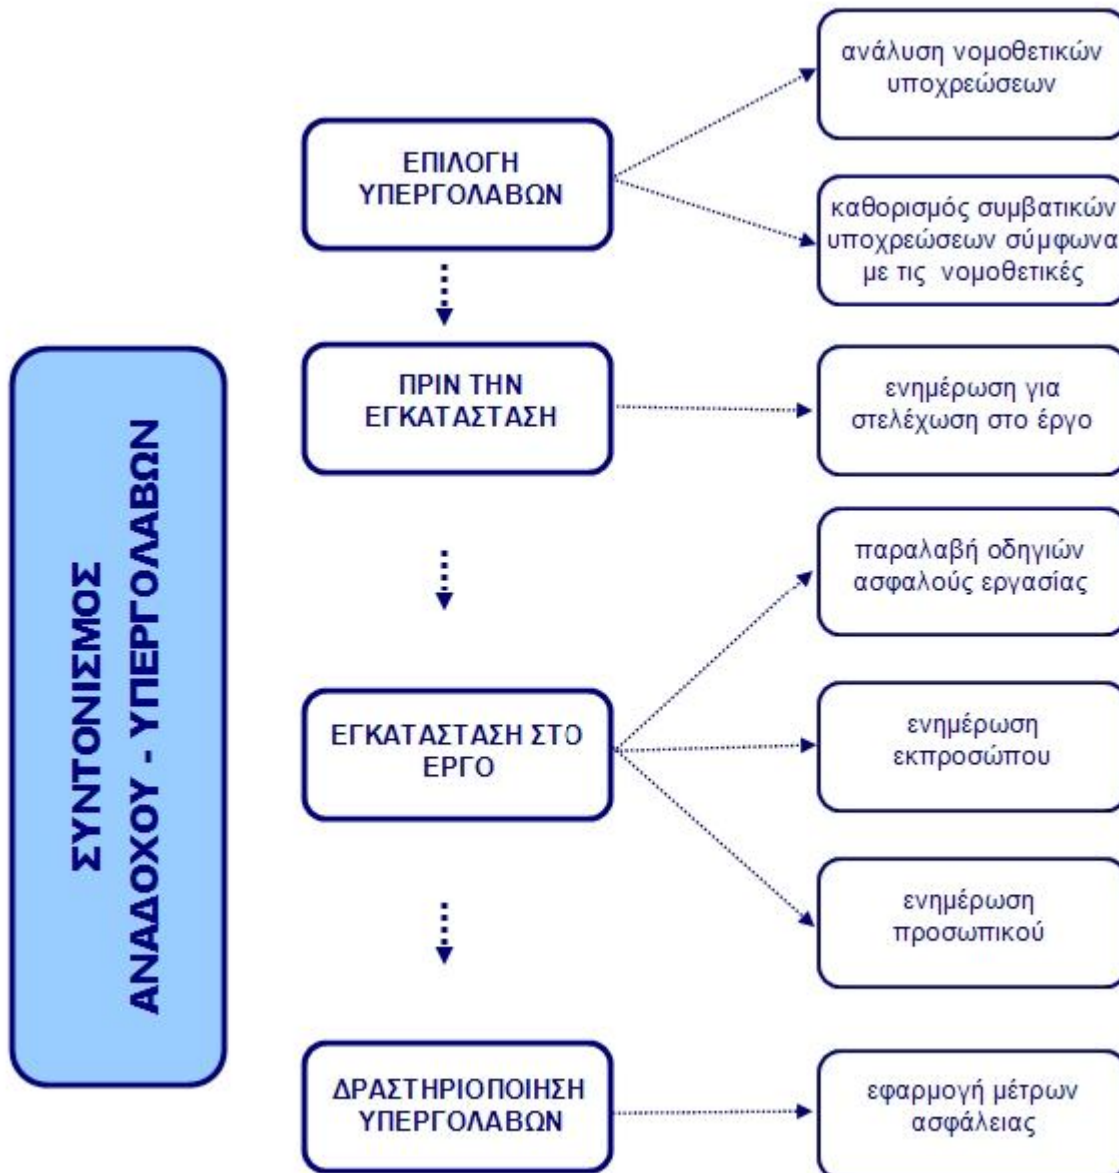 ΣΥΝΤΟΝΙΣΜΟΣ
ΑΝΑΔΟΧΟΥ - ΥΠΕΡΓΟΛΑΒΩΝ
ΕΠΙΛΟΓΗ
ΥΠΕΡΓΟΛΑΒΩΝ
ανάλυση νομοθετικών
υποχρεώσεων
καθορισμός συμβατικών
υποχρεώσεων σύμφωνα
με τις νομοθετικές
ΠΡΙΝ ΤΗΝ
ΕΓΚΑΤΑΣΤΑΣΗ
ενημέρωση για
στελέχωση στο έργο
ΕΓΚΑΤΑΣΤΑΣΗ ΣΤΟ
ΕΡΓΟ
παραλαβή οδηγιών
ασφαλούς εργασίας
ενημέρωση
εκπροσώπου
ενημέρωση
προσωπικού
ΔΡΑΣΤΗΡΙΟΠΟΙΗΣΗ
ΥΠΕΡΓΟΛΑΒΩΝ
εφαρμογή μέτρων
ασφάλειας